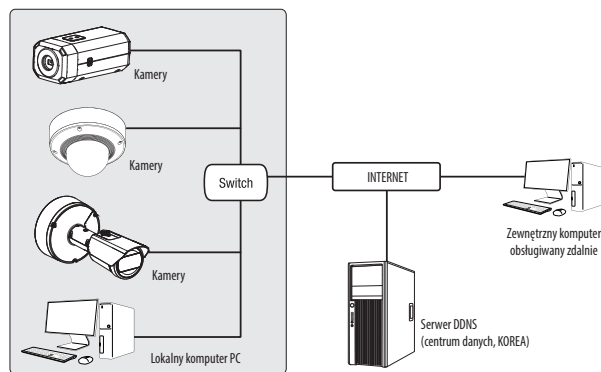 Kamery
Kamery
Switch
INTERNET
Kamery
Zewnętrzny komputer
obsługiwany zdalnie
Serwer DDNS
(centrum danych, KOREA)
Lokalny komputer PC